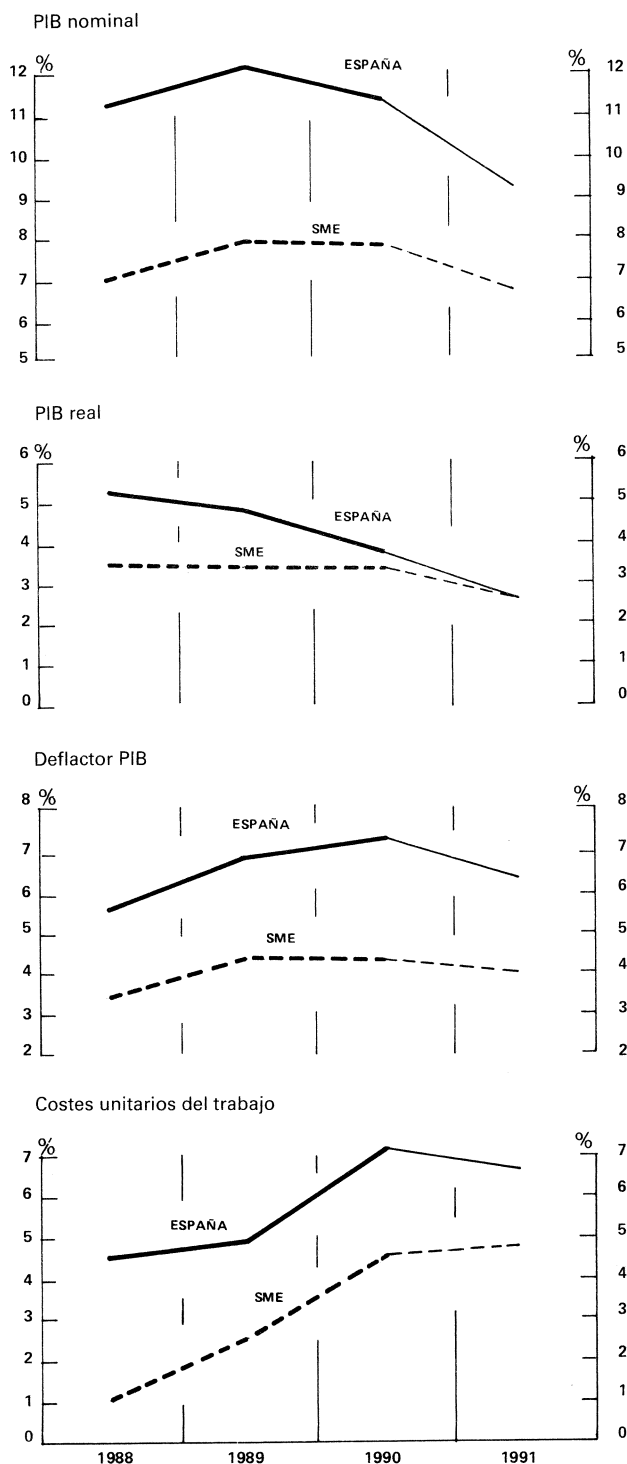 PIB nominal
% ESPAÑA %
12 12
11 11
10 10
9 9
SME
8 8
7 7
6 6
5 5
PIB real
6 % % 6
5 5
ESPAÑA
4 4
SME
3 3
2 2
1 1
0 0
Deflactor PIB
8 % % 8
ESPAÑA
7 7
6 6
5 5
SME
4 4
3 3
2 2
Costes unitarios del trabajo
7 % % 7
6 6
ESPAÑA
5 5
4 4
SME
3 3
2 2
1 1
0 0
1988 1989 1990 1991